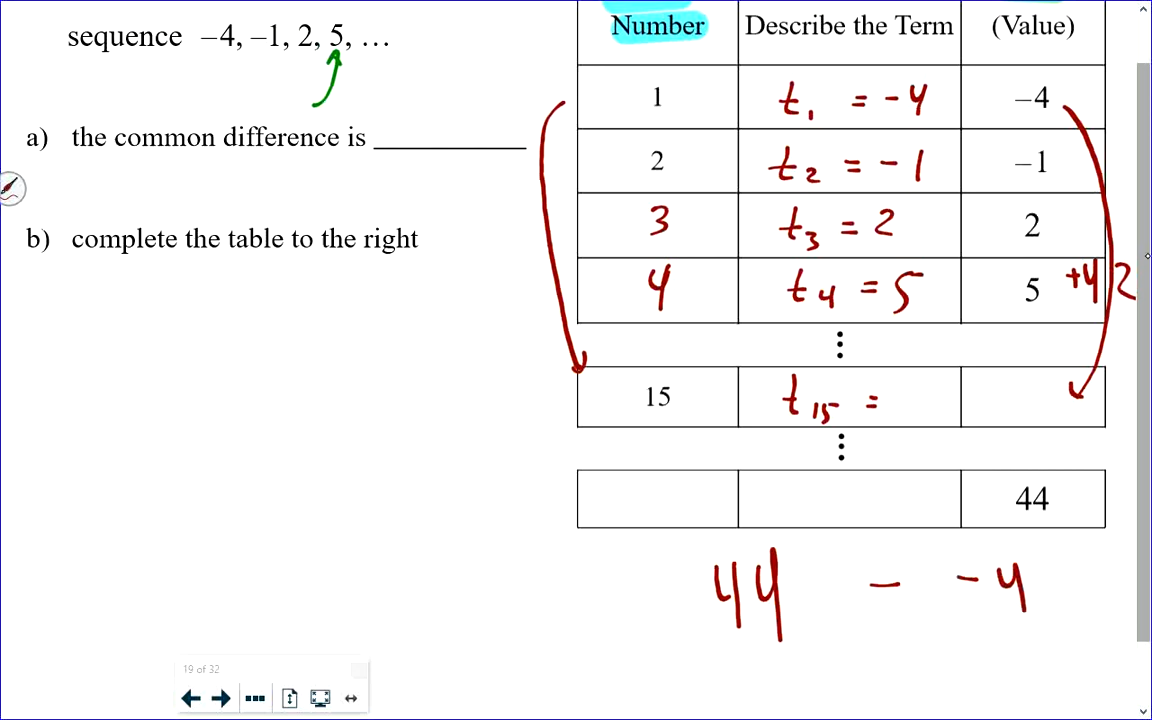 sequence –4, –1, 2, 5, …
a) the common difference is ___________
b) complete the table to the right
Number Describe the Term (Value)
1 t₁ = -4 –4
2 t₂ = -1 –1
3 t₃ = 2 2
4 t₄ = 5 5 +42
⋮
15 t₁₅ =
⋮
44
44 - -4
19 of 32